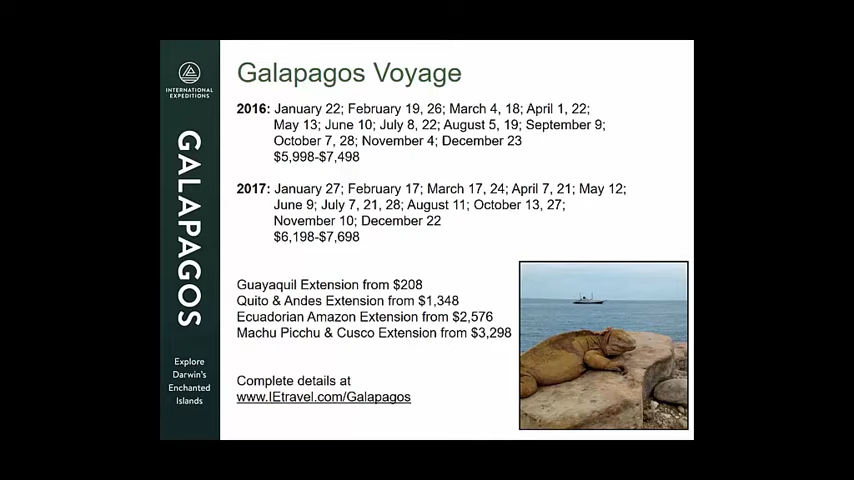 INTERNATIONAL
EXPEDITIONS
GALAPAGOS
Explore
Darwin's
Enchanted
Islands
Galapagos Voyage
2016: January 22; February 19, 26; March 4, 18; April 1, 22;
May 13; June 10; July 8, 22; August 5, 19; September 9;
October 7, 28; November 4; December 23
$5,998-$7,498
2017: January 27; February 17; March 17, 24; April 7, 21; May 12;
June 9; July 7, 21, 28; August 11; October 13, 27;
November 10; December 22
$6,198-$7,698
Guayaquil Extension from $208
Quito & Andes Extension from $1,348
Ecuadorian Amazon Extension from $2,576
Machu Picchu & Cusco Extension from $3,298
Complete details at
www.IEtravel.com/Galapagos